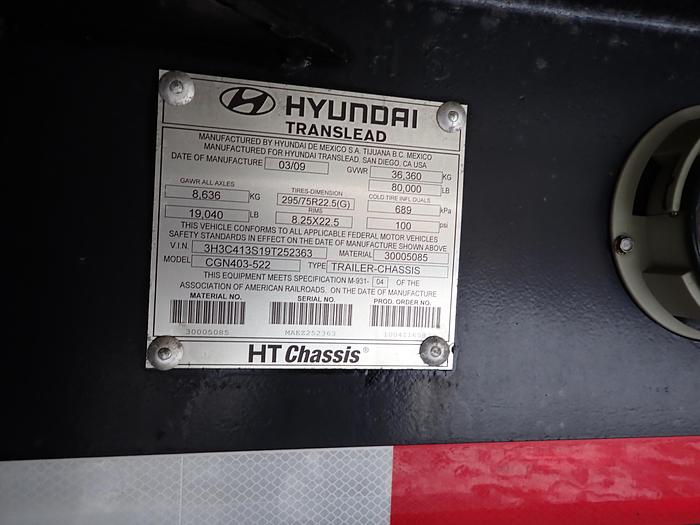 HYUNDAI
TRANSLEAD
MANUFACTURED BY HYUNDAI DE MEXICO S.A. TIJUANA B.C. MEXICO
MANUFACTURED FOR HYUNDAI TRANSLEAD. SAN DIEGO, CA USA
DATE OF MANUFACTURE 03/09 GVWR 36,360 KG
80,000 LB
GAWR ALL AXLES TIRES-DIMENSION COLD TIRE INFL DUALS
8,636 KG 295/75R22.5(G) 689 kPa
RIMS
19,040 LB 8.25X22.5 100 psi
THIS VEHICLE CONFORMS TO ALL APPLICABLE FEDERAL MOTOR VEHICLES
SAFETY STANDARDS IN EFFECT ON THE DATE OF MANUFACTURE SHOWN ABOVE
V.I.N. 3H3C413S19T252363 MATERIAL 30005085
MODEL CGN403-522 TYPE TRAILER-CHASSIS
THIS EQUIPMENT MEETS SPECIFICATION M-931- 04 OF THE
ASSOCIATION OF AMERICAN RAILROADS. ON THE DATE OF MANUFACTURE
MATERIAL NO. SERIAL NO. PROD. ORDER NO.
30005085 MAEZ252363
HT Chassis®